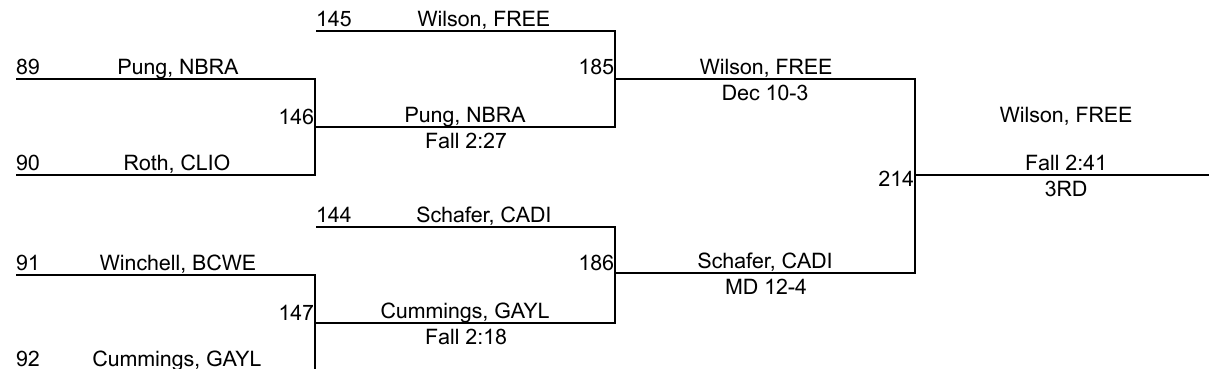 145 Wilson, FREE
89 Pung, NBRA
185 Wilson, FREE
Dec 10-3
146 Pung, NBRA
Fall 2:27
Wilson, FREE
90 Roth, CLIO
Fall 2:41
214
3RD
144 Schafer, CADI
91 Winchell, BCWE
186 Schafer, CADI
MD 12-4
147 Cummings, GAYL
Fall 2:18
92 Cummings, GAYL